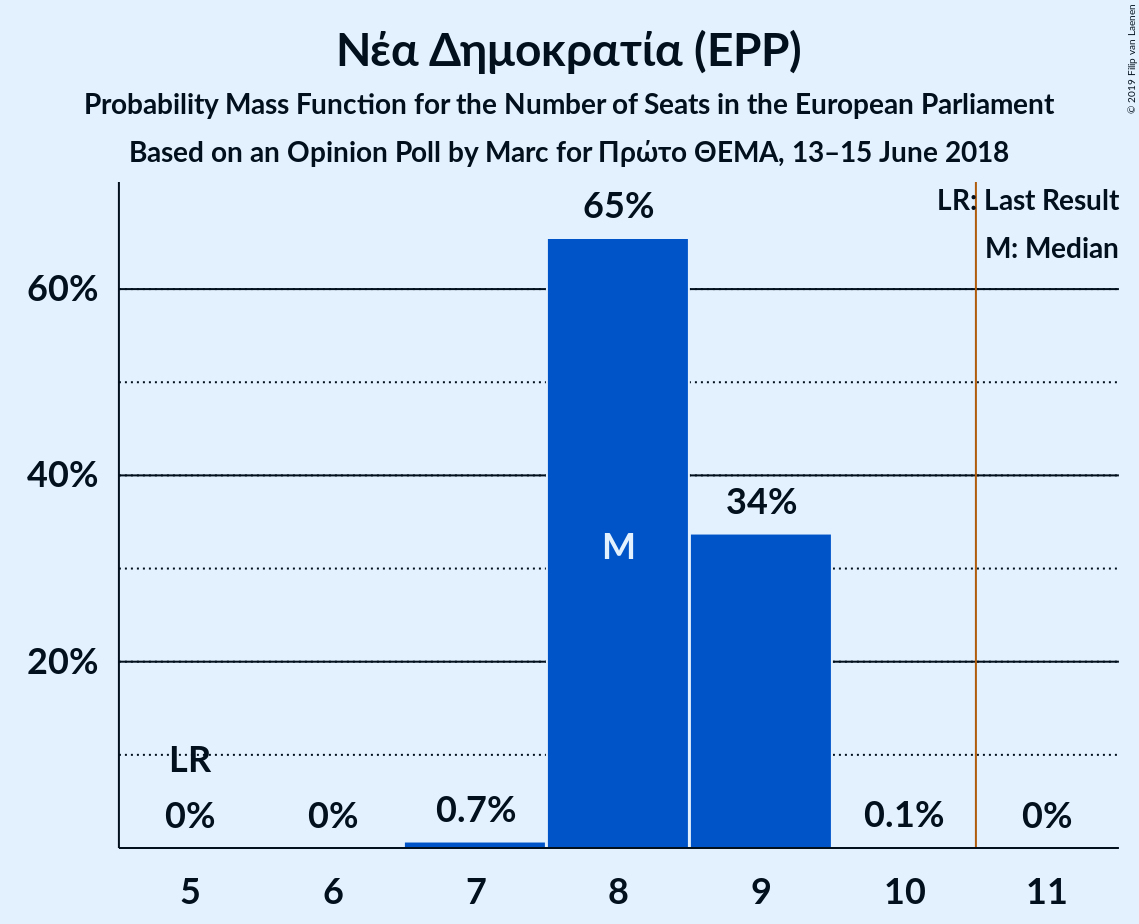 Νέα Δημοκρατία (EPP)
Probability Mass Function for the Number of Seats in the European Parliament
Based on an Opinion Poll by Marc for Πρώτο ΘΕΜΑ, 13–15 June 2018
© 2019 Filip van Laenen
LR: Last Result
M: Median
65%
60%
40%
34%
M
20%
LR
0%
0%
0.7%
0.1%
0%
5
6
7
8
9
10
11